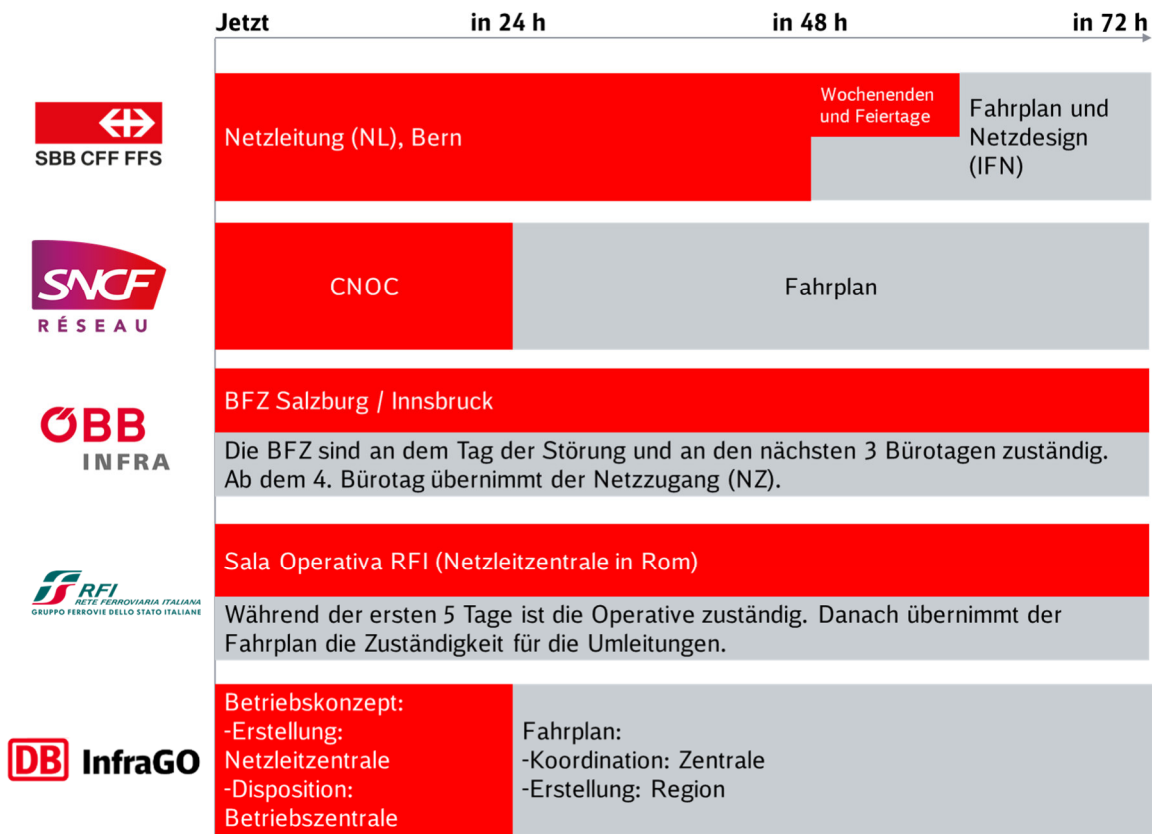 Jetzt in 24 h in 48 h in 72 h
SBB CFF FFS
Netzleitung (NL), Bern
Wochenenden
und Feiertage
Fahrplan und
Netzdesign
(IFN)
SNCF
RÉSEAU
CNOC
Fahrplan
ÖBB
INFRA
BFZ Salzburg / Innsbruck
Die BFZ sind an dem Tag der Störung und an den nächsten 3 Bürotagen zuständig.
Ab dem 4. Bürotag übernimmt der Netzzugang (NZ).
RFI
RETE FERROVIARIA ITALIANA
GRUPPO FERROVIE DELLO STATO ITALIANE
Sala Operativa RFI (Netzleitzentrale in Rom)
Während der ersten 5 Tage ist die Operative zuständig. Danach übernimmt der
Fahrplan die Zuständigkeit für die Umleitungen.
DB InfraGO
Betriebskonzept:
-Erstellung:
Netzleitzentrale
-Disposition:
Betriebszentrale
Fahrplan:
-Koordination: Zentrale
-Erstellung: Region